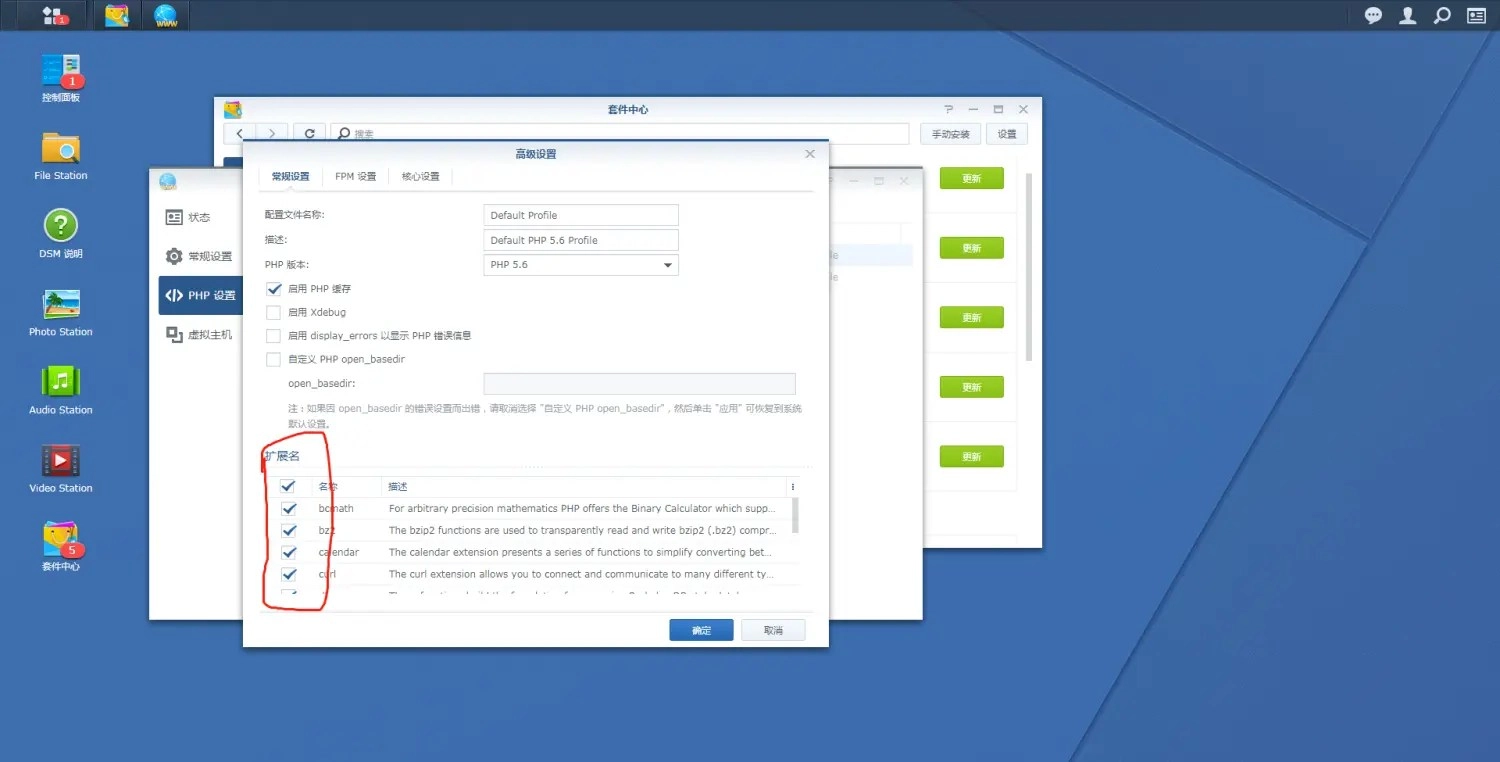 1
WWW
1
控制面板
File Station
?
DSM 说明
Photo Station
Audio Station
Video Station
5
套件中心
套件中心
搜索
手动安装
设置
更新
更新
更新
更新
更新
状态
常规设置
PHP 设置
虚拟主机
高级设置
常规设置 FPM 设置 核心设置
配置文件名称: Default Profile
描述: Default PHP 5.6 Profile
PHP 版本: PHP 5.6
启用 PHP 缓存
启用 Xdebug
启用 display_errors 以显示 PHP 错误信息
自定义 PHP open_basedir
open_basedir:
注：如果因 open_basedir 的错误设置而出错，请取消选择 "自定义 PHP open_basedir"，然后单击 "应用" 可恢复到系统
默认设置。
扩展名
名称 描述
bcmath For arbitrary precision mathematics PHP offers the Binary Calculator which supp...
bz2 The bzip2 functions are used to transparently read and write bzip2 (.bz2) compr...
calendar The calendar extension presents a series of functions to simplify converting bet...
curl The curl extension allows you to connect and communicate to many different ty...
确定 取消